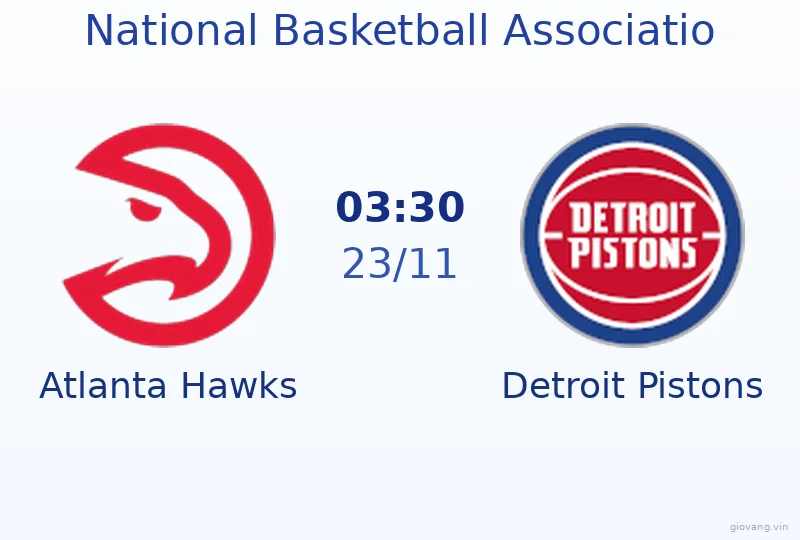 National Basketball Associatio
03:30
23/11
DETROIT
PISTONS
Atlanta Hawks
Detroit Pistons
giovang.vin